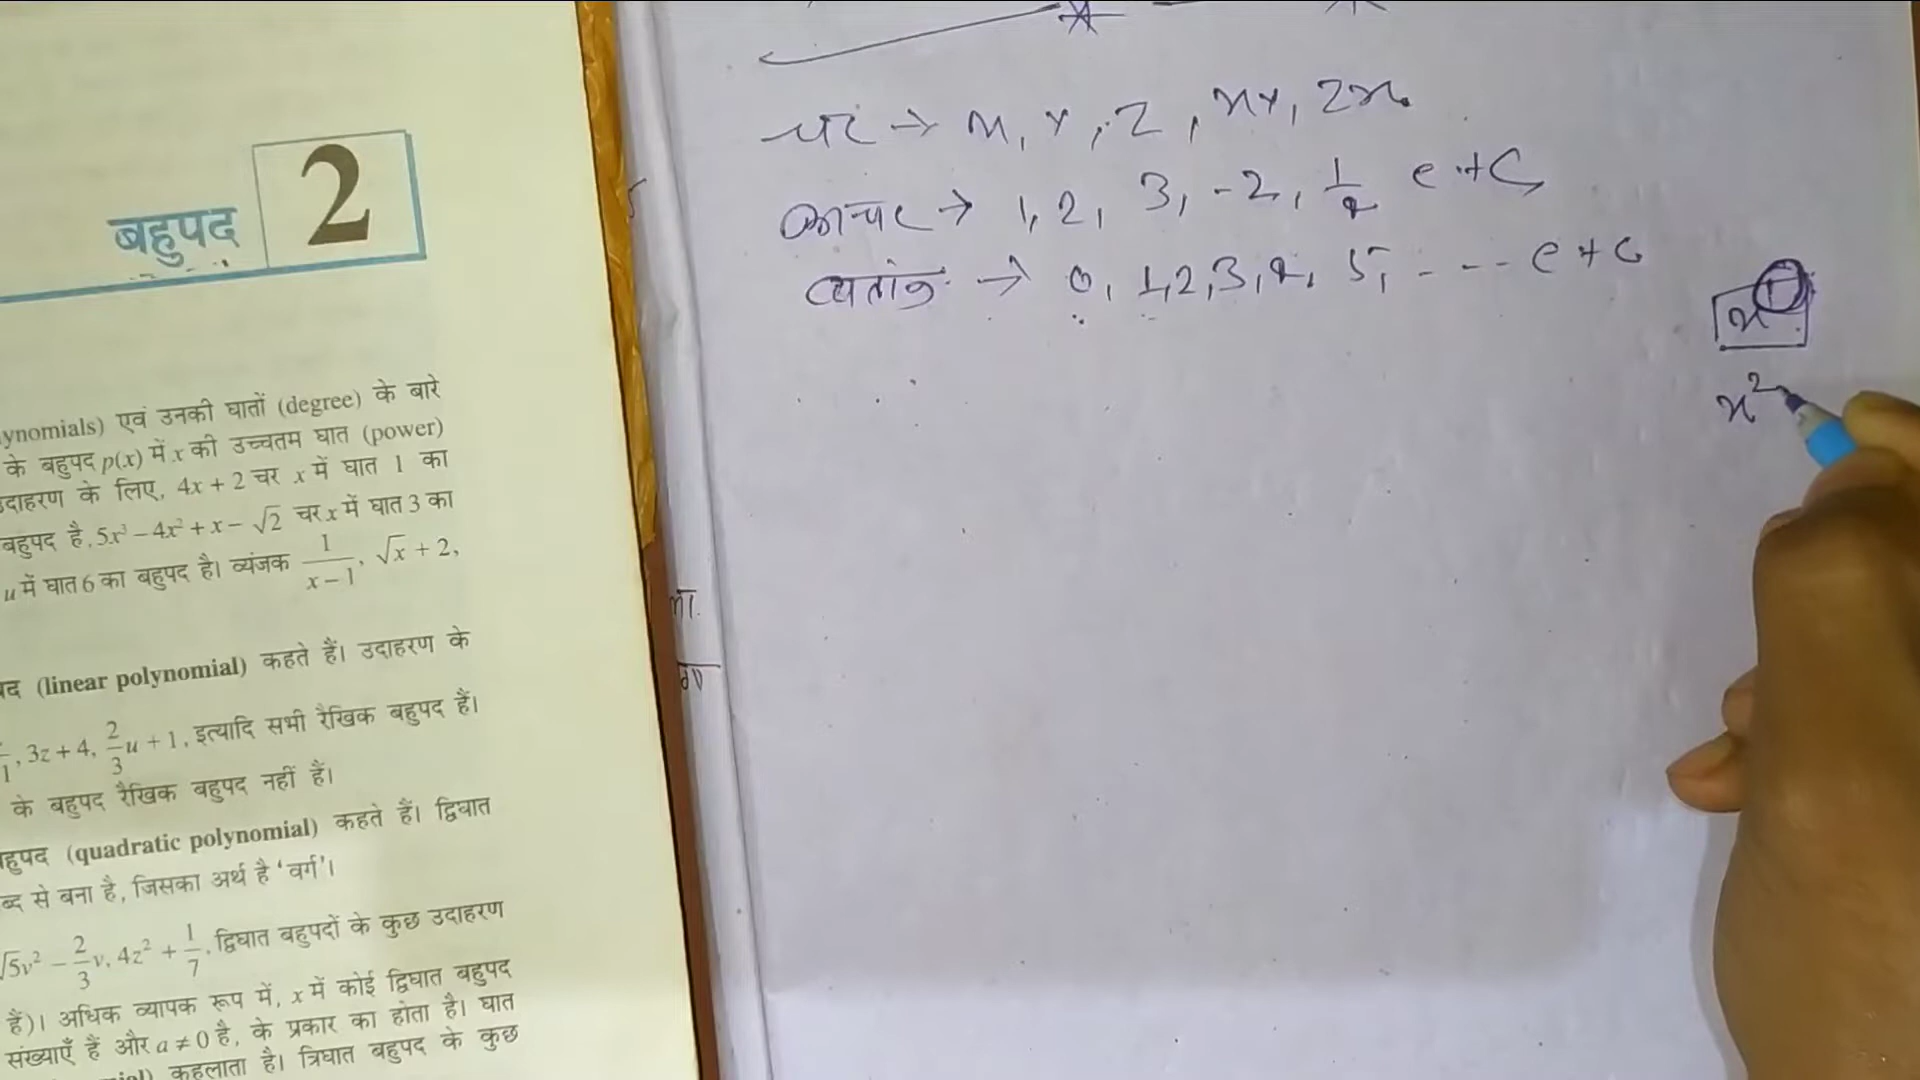 बहुपद 2
ynomials) एवं उनकी घातों (degree) के बारे
के बहुपद p(x) में x की उच्चतम घात (power)
उदाहरण के लिए, 4x + 2 चर x में घात 1 का
बहुपद है, 5x³ – 4x² + x – √2 चर x में घात 3 का
u में घात 6 का बहुपद है। व्यंजक 1/(x – 1), √x + 2,
(linear polynomial) कहते हैं। उदाहरण के
, 3z + 4, 2/3 u + 1, इत्यादि सभी रैखिक बहुपद हैं।
के बहुपद रैखिक बहुपद नहीं हैं।
बहुपद (quadratic polynomial) कहते हैं। द्विघात
ब्द से बना है, जिसका अर्थ है 'वर्ग'।
√5v² – 2/3 v, 4z² + 1/7, द्विघात बहुपदों के कुछ उदाहरण
हैं)। अधिक व्यापक रूप में, x में कोई द्विघात बहुपद
संख्याएँ हैं और a ≠ 0 है, के प्रकार का होता है। घात
कहलाता है। त्रिघात बहुपद के कुछ
चर → x, y, z, xy, zx
अचर → 1, 2, 3, -2, 1/2 etc
→ 0, 1, 2, 3, 4, 5, - - - etc
x¹
x²